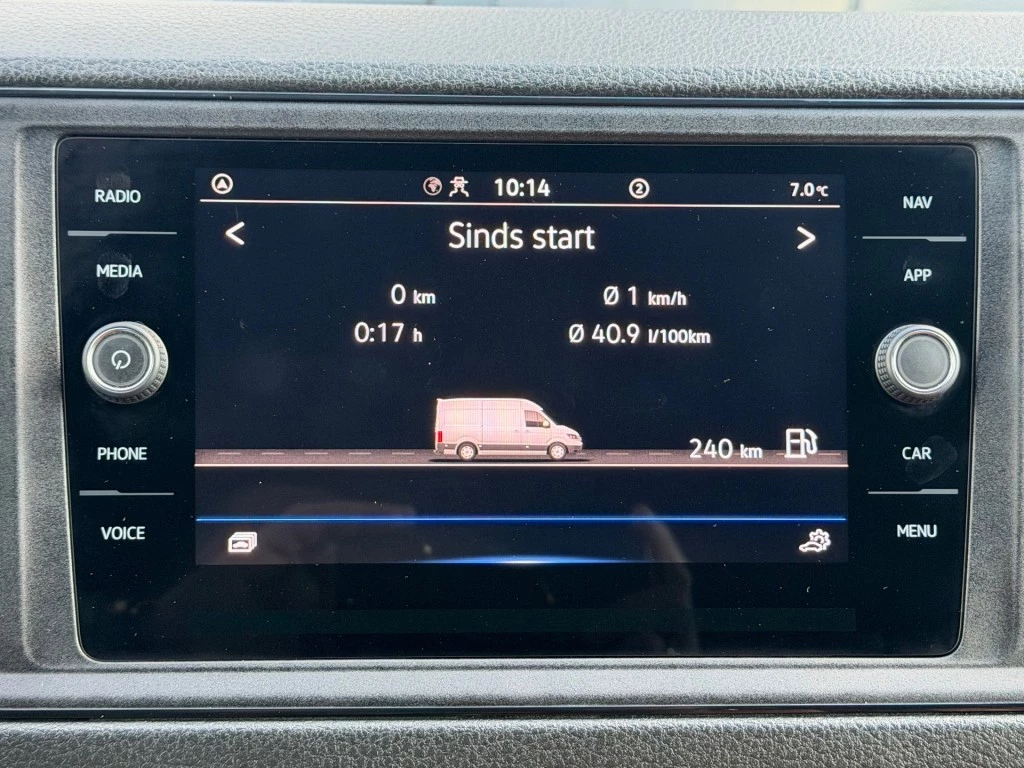 RADIO
MEDIA
PHONE
VOICE
10:14
2
7.0°C
< Sinds start >
0 km
Ø 1 km/h
0:17 h
Ø 40.9 l/100km
240 km
NAV
APP
CAR
MENU